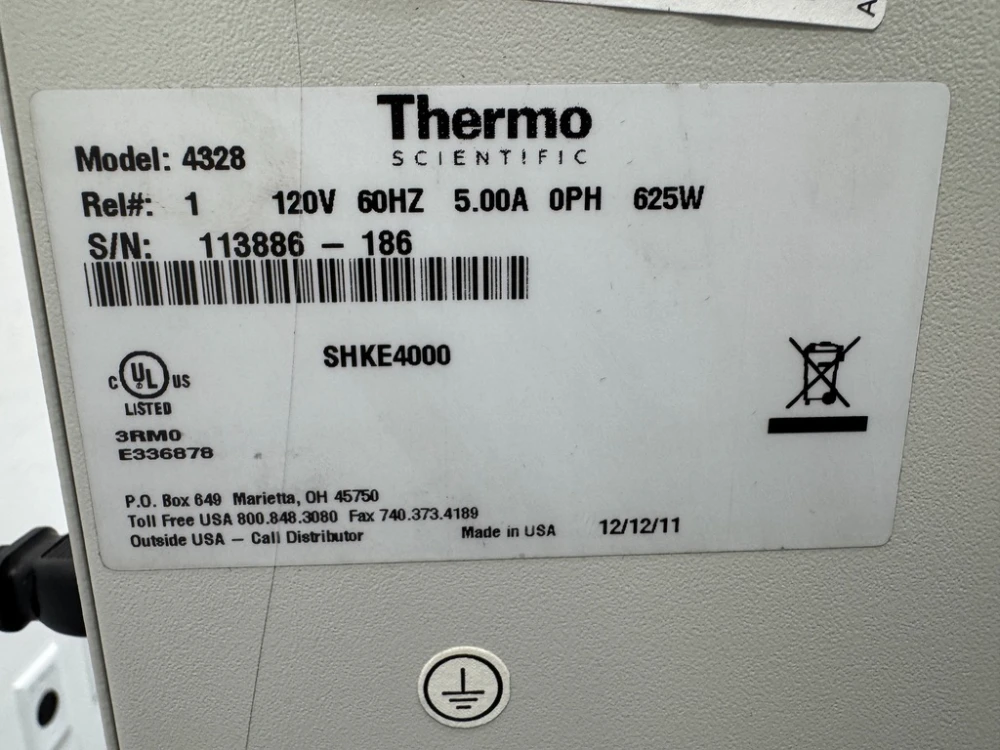 A
Thermo
SCIENTIFIC
Model: 4328
Rel#: 1 120V 60HZ 5.00A 0PH 625W
S/N: 113886 – 186
SHKE4000
C UL US
LISTED
3RM0
E336878
P.O. Box 649 Marietta, OH 45750
Toll Free USA 800.848.3080 Fax 740.373.4189
Outside USA – Call Distributor
Made in USA 12/12/11